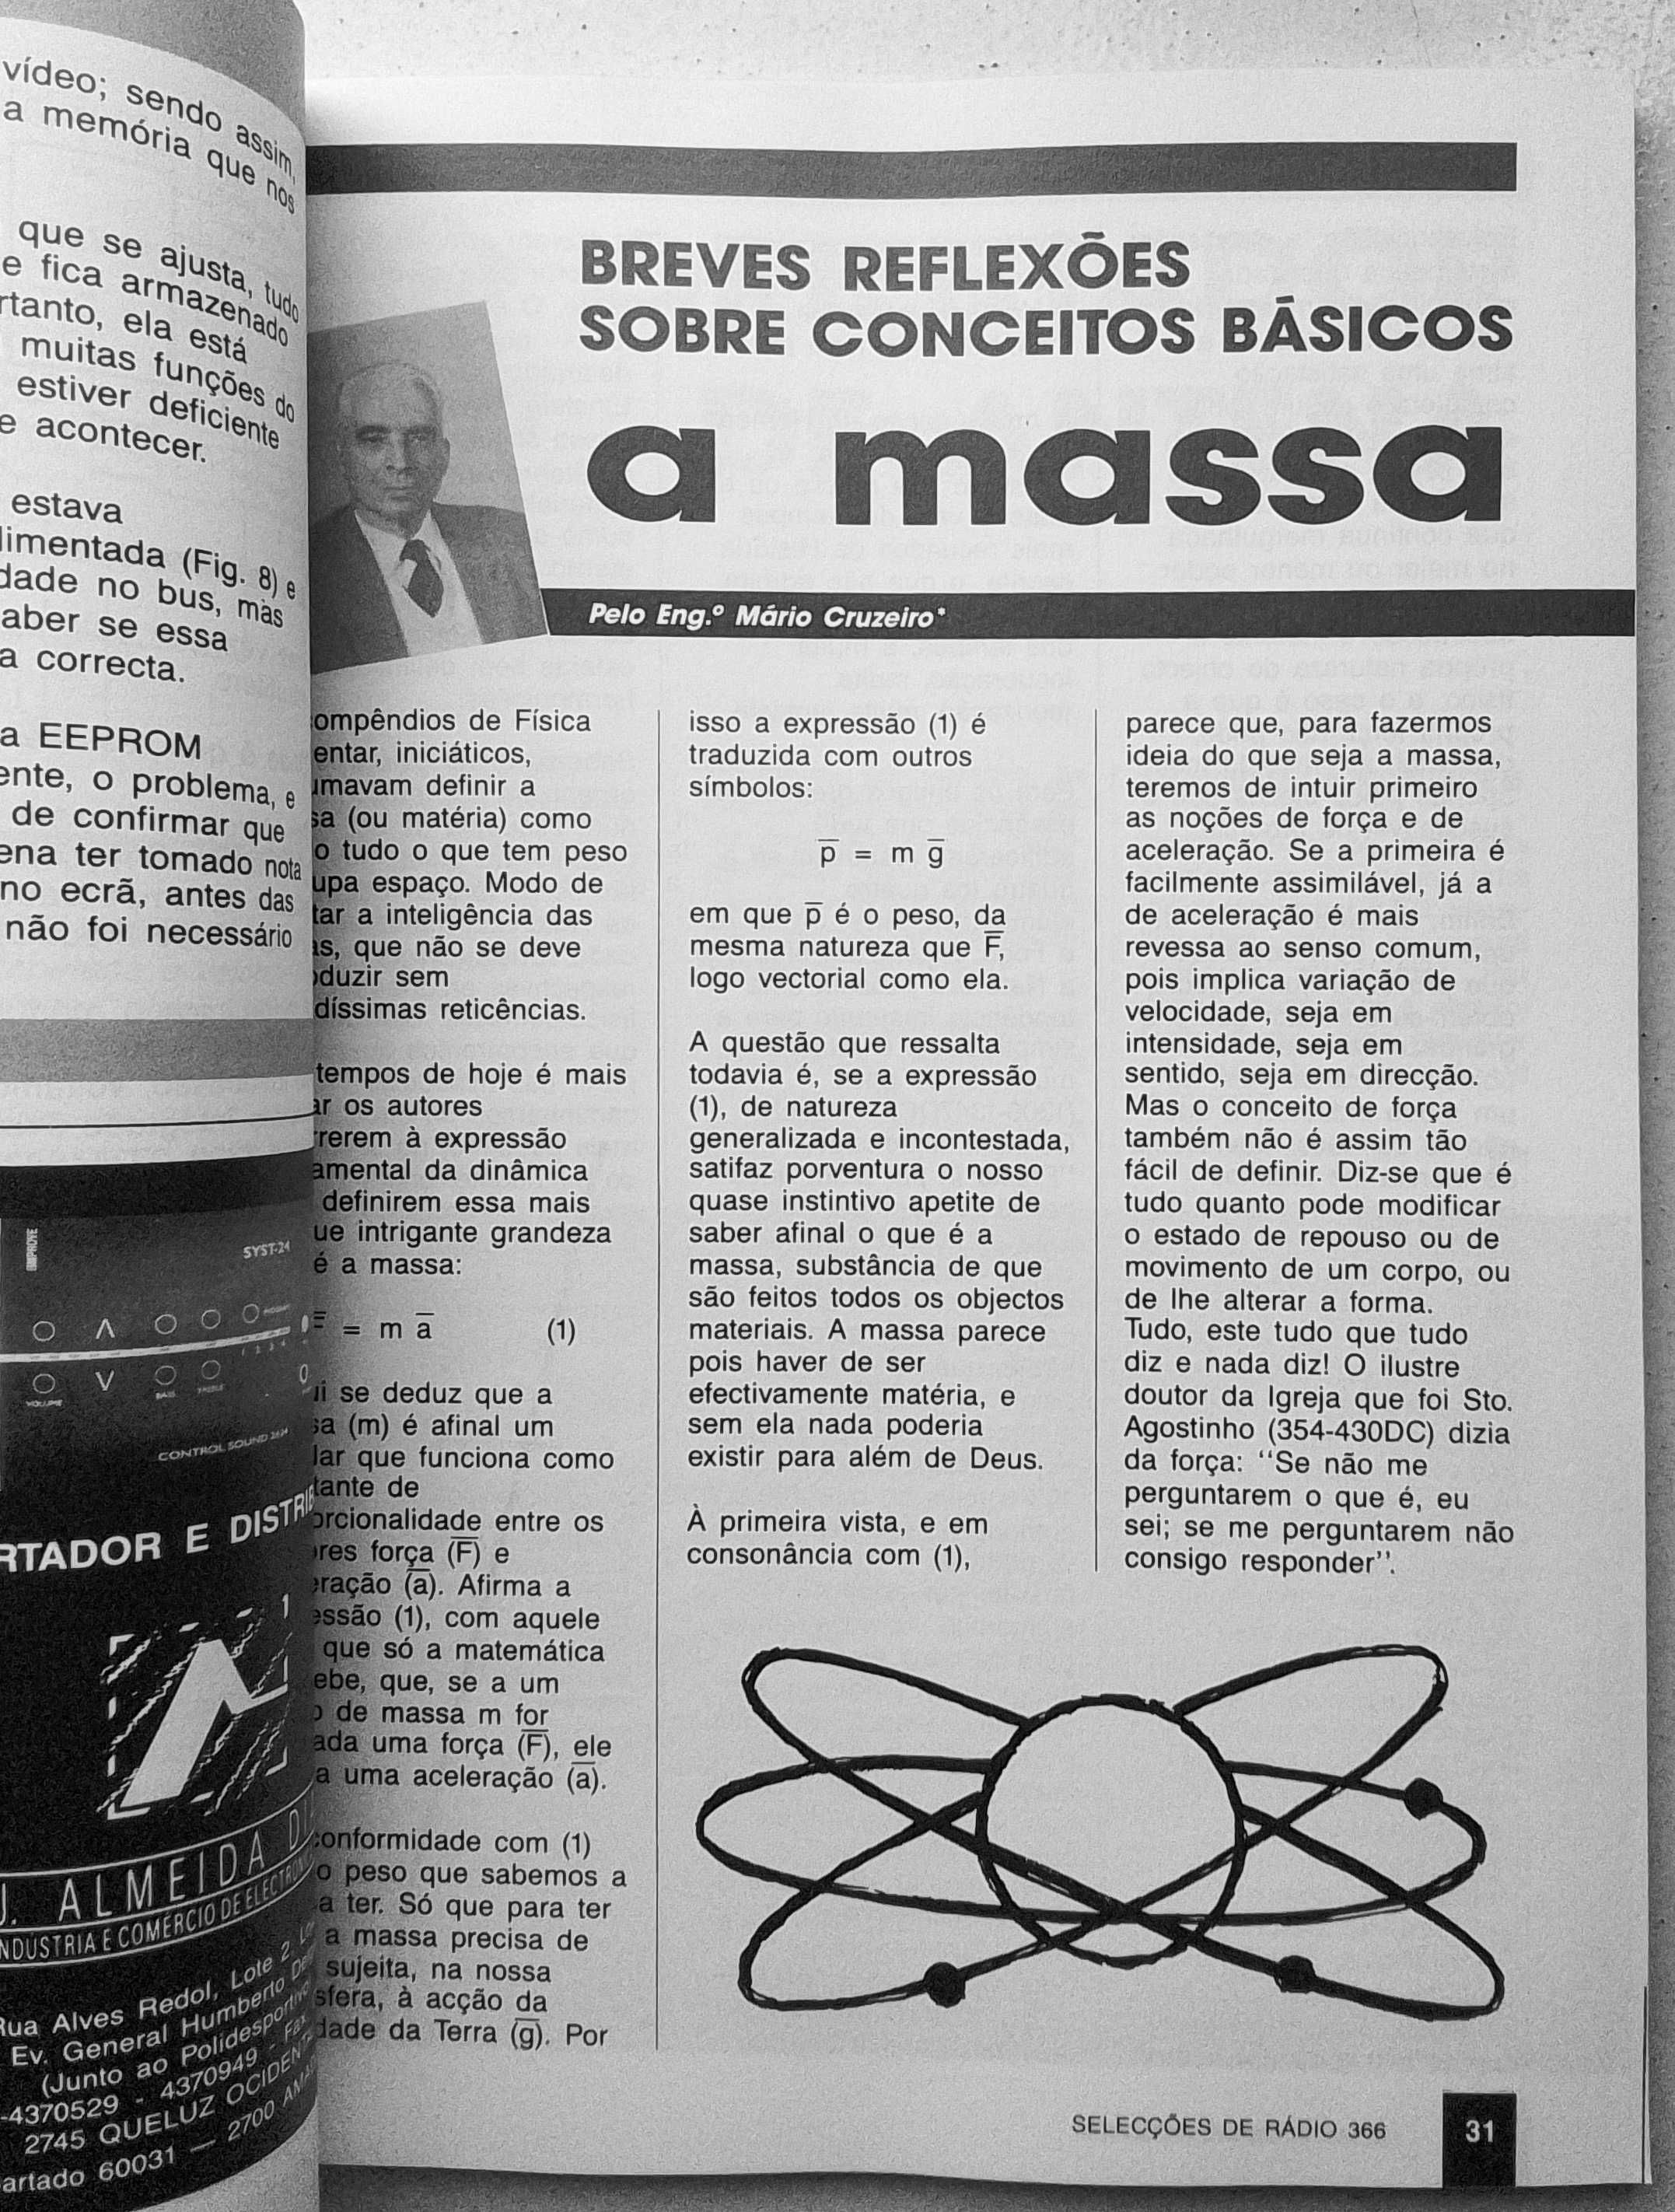 vídeo; sendo assim,
a memória que nos
que se ajusta, tudo
e fica armazenado
ela está
muitas funções do
estiver deficiente
e acontecer.
estava
(Fig. 8) e
no bus, mas
se essa
a correcta.
a EEPROM
o problema, e
de confirmar que
ter tomado nota
no ecrã, antes das
não foi necessário
IMPROVE
SYST-24
VOLUME
BASS
TREBLE
CONTROL SOUND
E
J. ALMEIDA
E COMÉRCIO DE
Rua Alves Redol, Lote 2
Ev. General Humberto
(Junto ao
-4370529 - 4370949 -
2745 QUELUZ
60031 — 2700
BREVES REFLEXÕES
SOBRE CONCEITOS BÁSICOS
a massa
Pelo Eng.º Mário Cruzeiro*
ompêndios de Física
entar, iniciáticos,
umavam definir a
sa (ou matéria) como
o tudo o que tem peso
upa espaço. Modo de
tar a inteligência das
as, que não se deve
oduzir sem
díssimas reticências.
tempos de hoje é mais
ar os autores
rrerem à expressão
amental da dinâmica
definirem essa mais
ue intrigante grandeza
é a massa:
= m a̅ (1)
se deduz que a
sa (m) é afinal um
lar que funciona como
tante de
orcionalidade entre os
ores força (F̅) e
eração (a̅). Afirma a
essão (1), com aquele
que só a matemática
ebe, que, se a um
o de massa m for
ada uma força (F̅), ele
a uma aceleração (a̅).
conformidade com (1)
o peso que sabemos a
a ter. Só que para ter
a massa precisa de
sujeita, na nossa
sfera, à acção da
dade da Terra (g̅). Por
isso a expressão (1) é
traduzida com outros
símbolos:
p̅ = m g̅
em que p̅ é o peso, da
mesma natureza que F̅,
logo vectorial como ela.
A questão que ressalta
todavia é, se a expressão
(1), de natureza
generalizada e incontestada,
satifaz porventura o nosso
quase instintivo apetite de
saber afinal o que é a
massa, substância de que
são feitos todos os objectos
materiais. A massa parece
pois haver de ser
efectivamente matéria, e
sem ela nada poderia
existir para além de Deus.
À primeira vista, e em
consonância com (1),
parece que, para fazermos
ideia do que seja a massa,
teremos de intuir primeiro
as noções de força e de
aceleração. Se a primeira é
facilmente assimilável, já a
de aceleração é mais
revessa ao senso comum,
pois implica variação de
velocidade, seja em
intensidade, seja em
sentido, seja em direcção.
Mas o conceito de força
também não é assim tão
fácil de definir. Diz-se que é
tudo quanto pode modificar
o estado de repouso ou de
movimento de um corpo, ou
de lhe alterar a forma.
Tudo, este tudo que tudo
diz e nada diz! O ilustre
doutor da Igreja que foi Sto.
Agostinho (354-430DC) dizia
da força: ''Se não me
perguntarem o que é, eu
sei; se me perguntarem não
consigo responder''.
SELECÇÕES DE RÁDIO 366
31